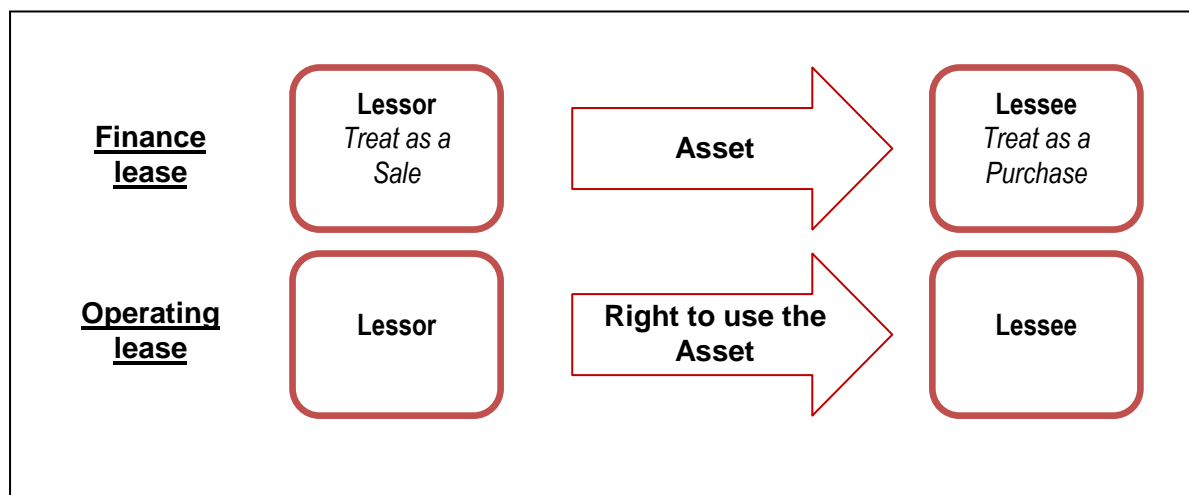 Finance
lease
Lessor
Treat as a
Sale
Asset
Lessee
Treat as a
Purchase
Operating
lease
Lessor
Right to use the
Asset
Lessee